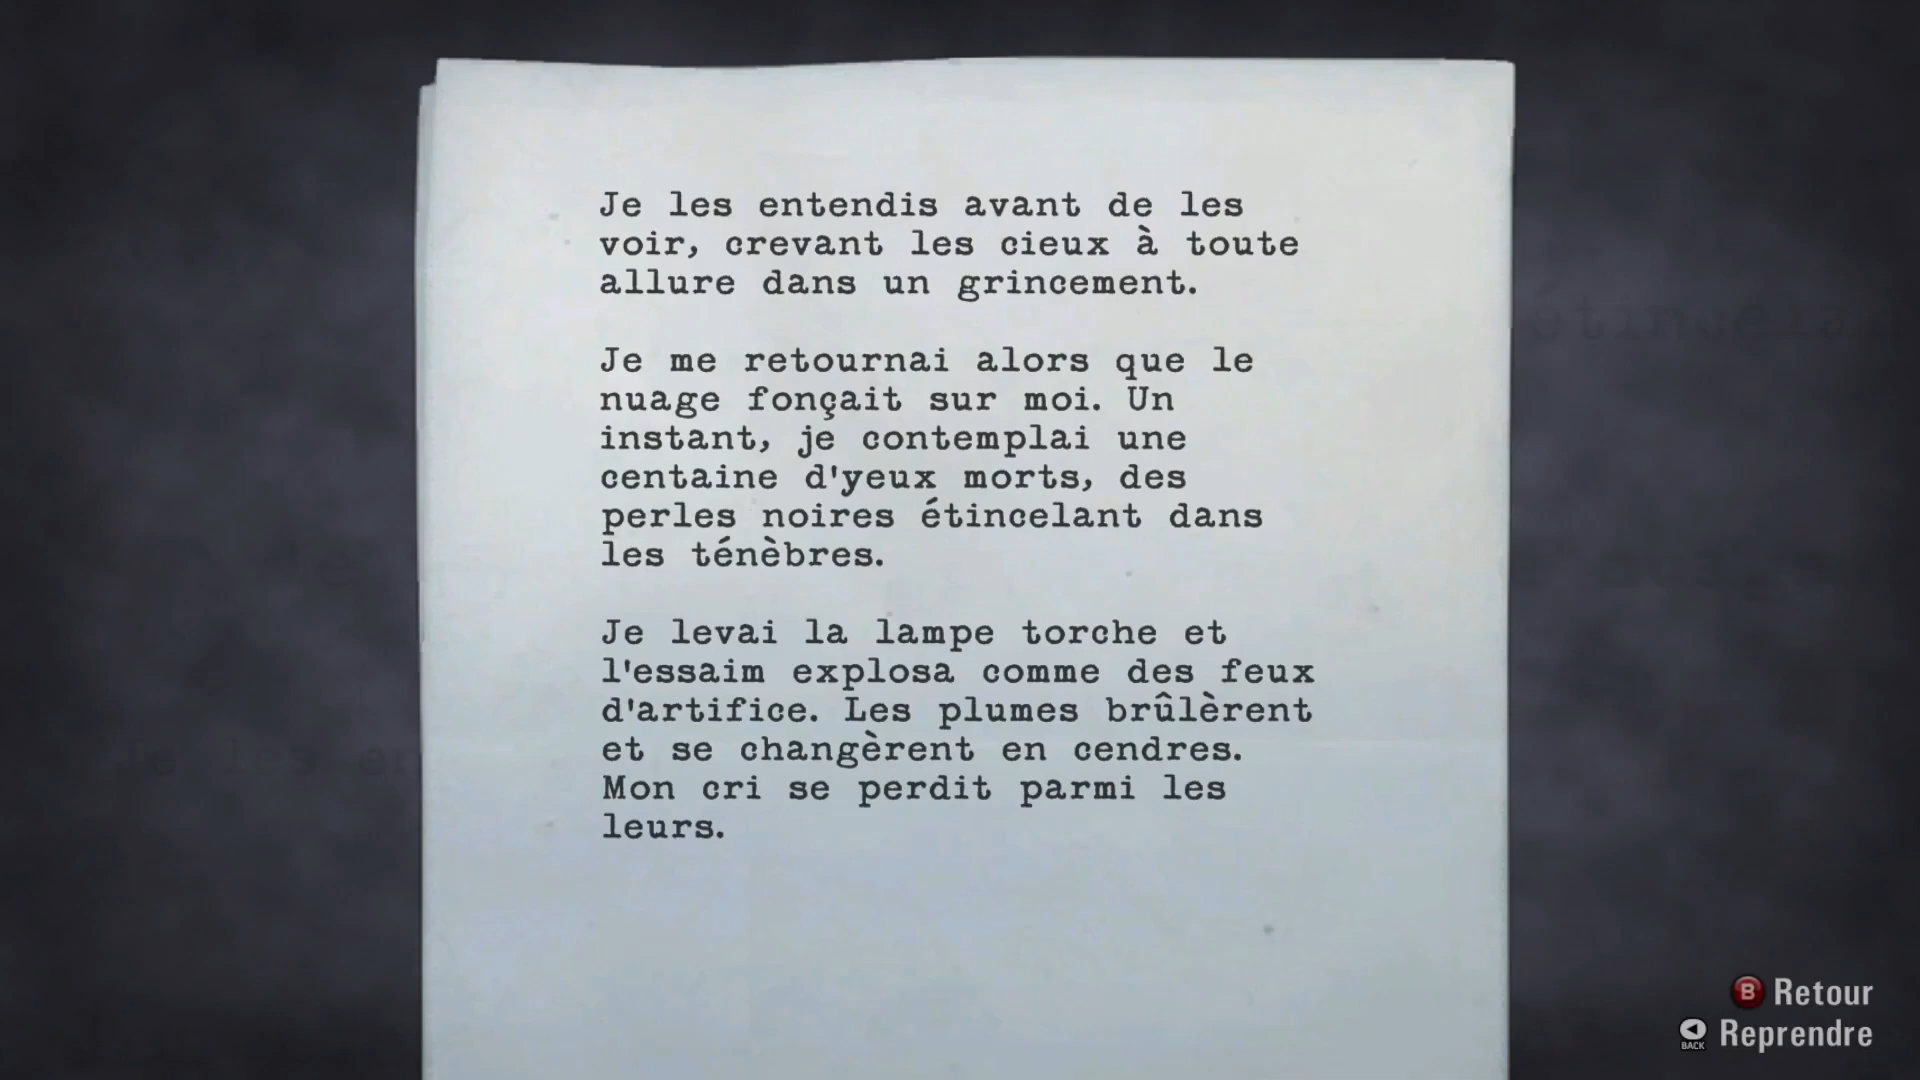 Je les entendis avant de les
voir, crevant les cieux à toute
allure dans un grincement.
Je me retournai alors que le
nuage fonçait sur moi. Un
instant, je contemplai une
centaine d'yeux morts, des
perles noires étincelant dans
les ténèbres.
Je levai la lampe torche et
l'essaim explosa comme des feux
d'artifice. Les plumes brûlèrent
et se changèrent en cendres.
Mon cri se perdit parmi les
leurs.
B Retour
BACK Reprendre